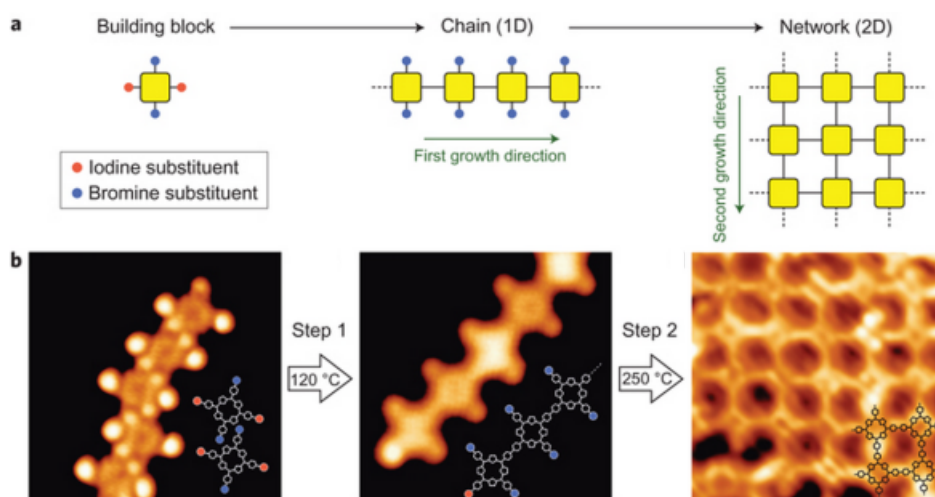 a
Building block
Chain (1D)
Network (2D)
First growth direction
Second growth direction
Iodine substituent
Bromine substituent
b
Step 1
120 °C
Step 2
250 °C